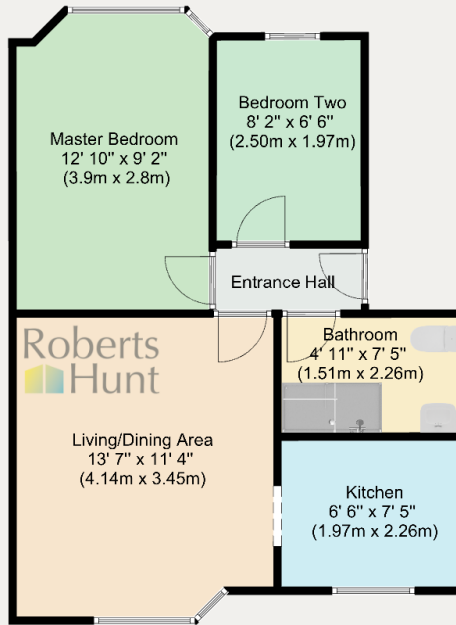 Master Bedroom
12' 10" x 9' 2"
(3.9m x 2.8m)
Bedroom Two
8' 2" x 6' 6"
(2.50m x 1.97m)
Entrance Hall
Roberts
Hunt
Bathroom
4' 11" x 7' 5"
(1.51m x 2.26m)
Living/Dining Area
13' 7" x 11' 4"
(4.14m x 3.45m)
Kitchen
6' 6" x 7' 5"
(1.97m x 2.26m)